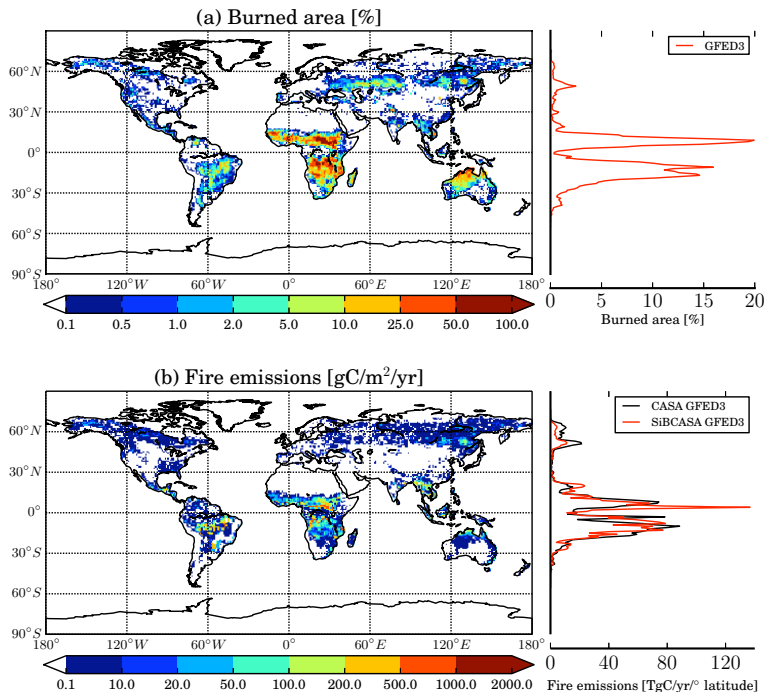 (a) Burned area [%]
GFED3
60°N
30°N
0°
30°S
60°S
90°S
180°
120°W
60°W
0°
60°E
120°E
180°
0
5
10
15
20
Burned area [%]
0.1
0.5
1.0
2.0
5.0
10.0
25.0
50.0
100.0
(b) Fire emissions [gC/m²/yr]
CASA GFED3
SiBCASA GFED3
60°N
30°N
0°
30°S
60°S
90°S
180°
120°W
60°W
0°
60°E
120°E
180°
0
40
80
120
0.1
10.0
20.0
50.0
100.0
200.0
500.0
1000.0
2000.0
Fire emissions [TgC/yr/° latitude]